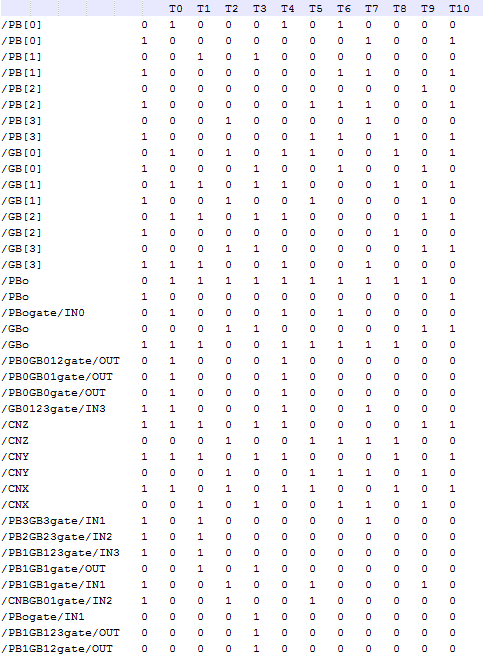 T0 T1 T2 T3 T4 T5 T6 T7 T8 T9 T10
/PB[0] 0 1 0 0 0 1 0 1 0 0 0 0
/PB[0] 1 0 0 0 0 0 0 0 1 0 0 1
/PB[1] 0 0 1 0 1 0 0 0 0 0 0 0
/PB[1] 1 0 0 0 0 0 0 1 1 0 0 1
/PB[2] 0 0 0 0 0 0 0 0 0 0 1 0
/PB[2] 1 0 0 0 0 0 1 1 1 0 0 1
/PB[3] 0 0 0 1 0 0 0 0 1 0 0 0
/PB[3] 1 0 0 0 0 0 1 1 0 1 0 1
/GB[0] 0 1 0 1 0 1 1 0 0 1 0 1
/GB[0] 1 0 0 0 1 0 0 1 0 0 1 0
/GB[1] 0 1 1 0 1 1 0 0 0 1 0 1
/GB[1] 1 0 0 1 0 0 1 0 0 0 1 0
/GB[2] 0 1 1 0 1 1 0 0 0 0 1 1
/GB[2] 1 0 0 0 0 0 0 0 0 1 0 0
/GB[3] 0 0 0 1 1 0 0 0 0 0 1 1
/GB[3] 1 1 1 0 0 1 0 0 1 0 0 0
/PBo 0 1 1 1 1 1 1 1 1 1 1 0
/PBo 1 0 0 0 0 0 0 0 0 0 0 1
/PBogate/IN0 0 1 0 0 0 1 0 1 0 0 0 0
/GBo 0 0 0 1 1 0 0 0 0 0 1 1
/GBo 1 1 1 0 0 1 1 1 1 1 0 0
/PB0GB012gate/OUT 0 1 0 0 0 1 0 0 0 0 0 0
/PB0GB01gate/OUT 0 1 0 0 0 1 0 0 0 0 0 0
/PB0GB0gate/OUT 0 1 0 0 0 1 0 0 0 0 0 0
/GB0123gate/IN3 1 1 0 0 0 1 0 0 1 0 0 0
/CNZ 1 1 1 0 1 1 0 0 0 0 1 1
/CNZ 0 0 0 1 0 0 1 1 1 1 0 0
/CNY 1 1 1 0 1 1 0 0 0 1 0 1
/CNY 0 0 0 1 0 0 1 1 1 0 1 0
/CNX 1 1 0 1 0 1 1 0 0 1 0 1
/CNX 0 0 1 0 1 0 0 1 1 0 1 0
/PB3GB3gate/IN1 1 0 1 0 0 0 0 0 1 0 0 0
/PB2GB23gate/IN2 1 0 1 0 0 0 0 0 0 0 0 0
/PB1GB123gate/IN3 1 0 1 0 0 0 0 0 0 0 0 0
/PB1GB1gate/OUT 0 0 1 0 1 0 0 0 0 0 0 0
/PB1GB1gate/IN1 1 0 0 1 0 0 1 0 0 0 1 0
/CNBGB01gate/IN2 1 0 0 1 0 0 1 0 0 0 0 0
/PBogate/IN1 0 0 0 0 1 0 0 0 0 0 0 0
/PB1GB123gate/OUT 0 0 0 0 1 0 0 0 0 0 0 0
/PB1GB12gate/OUT 0 0 0 0 1 0 0 0 0 0 0 0